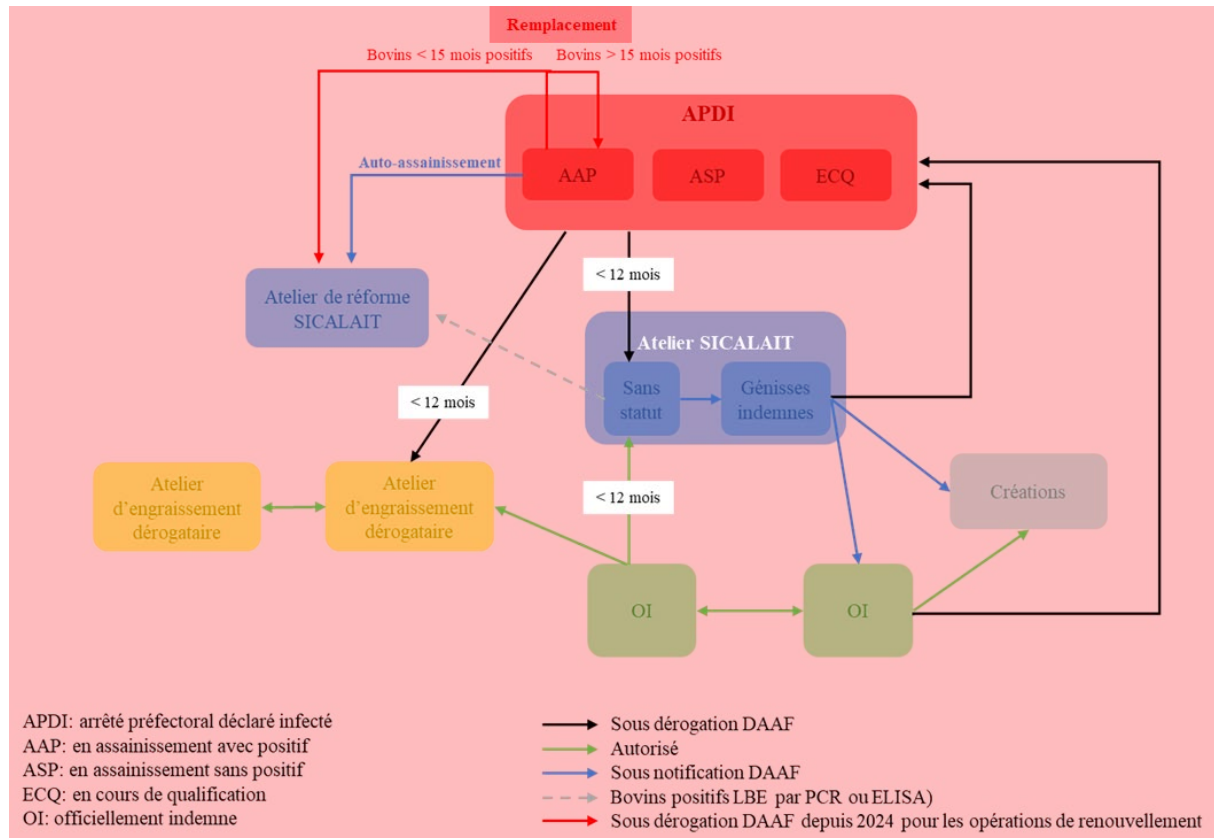 Remplacement
Bovins < 15 mois positifs
Bovins > 15 mois positifs
APDI
Auto-assainissement
AAP
ASP
ECQ
< 12 mois
Atelier de réforme
SICALAIT
Atelier SICALAIT
Sans
statut
Génisses
indemnes
< 12 mois
Atelier
d'engraissement
dérogataire
Atelier
d'engraissement
dérogataire
< 12 mois
Créations
OI
OI
APDI: arrêté préfectoral déclaré infecté
AAP: en assainissement avec positif
ASP: en assainissement sans positif
ECQ: en cours de qualification
OI: officiellement indemne
Sous dérogation DAAF
Autorisé
Sous notification DAAF
Bovins positifs LBE par PCR ou ELISA)
Sous dérogation DAAF depuis 2024 pour les opérations de renouvellement